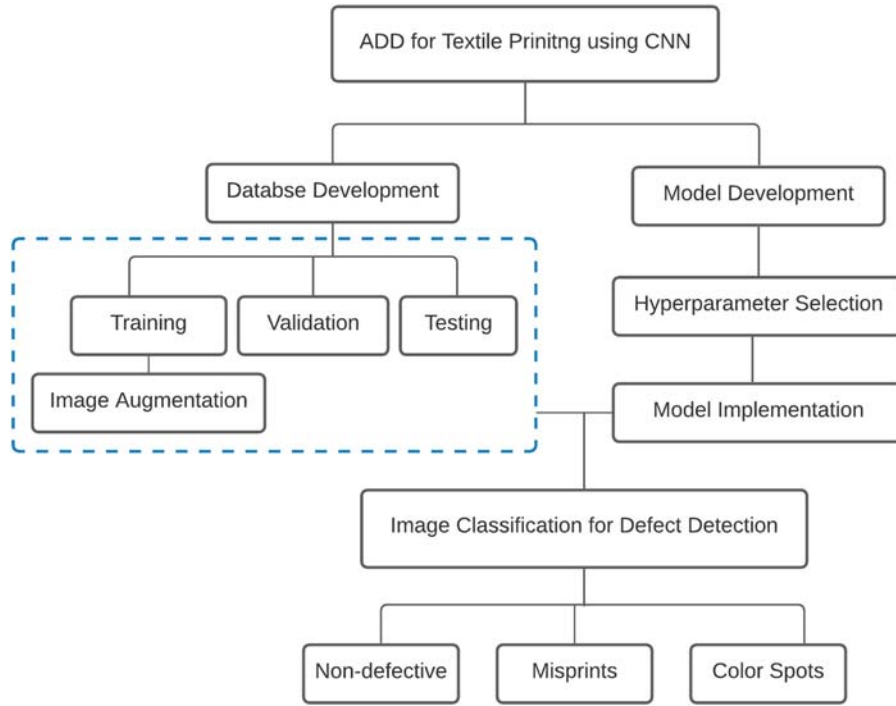 ADD for Textile Prinitng using CNN
Databse Development
Model Development
Training
Validation
Testing
Hyperparameter Selection
Image Augmentation
Model Implementation
Image Classification for Defect Detection
Non-defective
Misprints
Color Spots